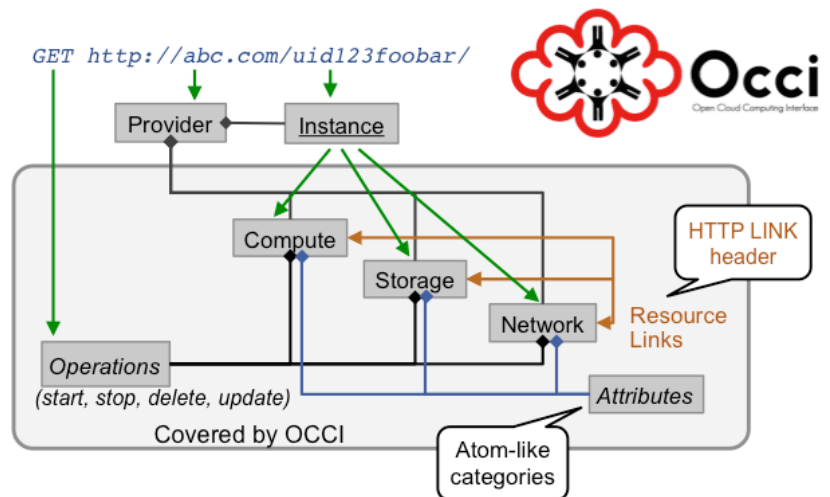 GET http://abc.com/uid123foobar/
Occi
Open Cloud Computing Interface
Provider
Instance
Compute
HTTP LINK
header
Storage
Network
Resource
Links
Operations
(start, stop, delete, update)
Attributes
Covered by OCCI
Atom-like
categories